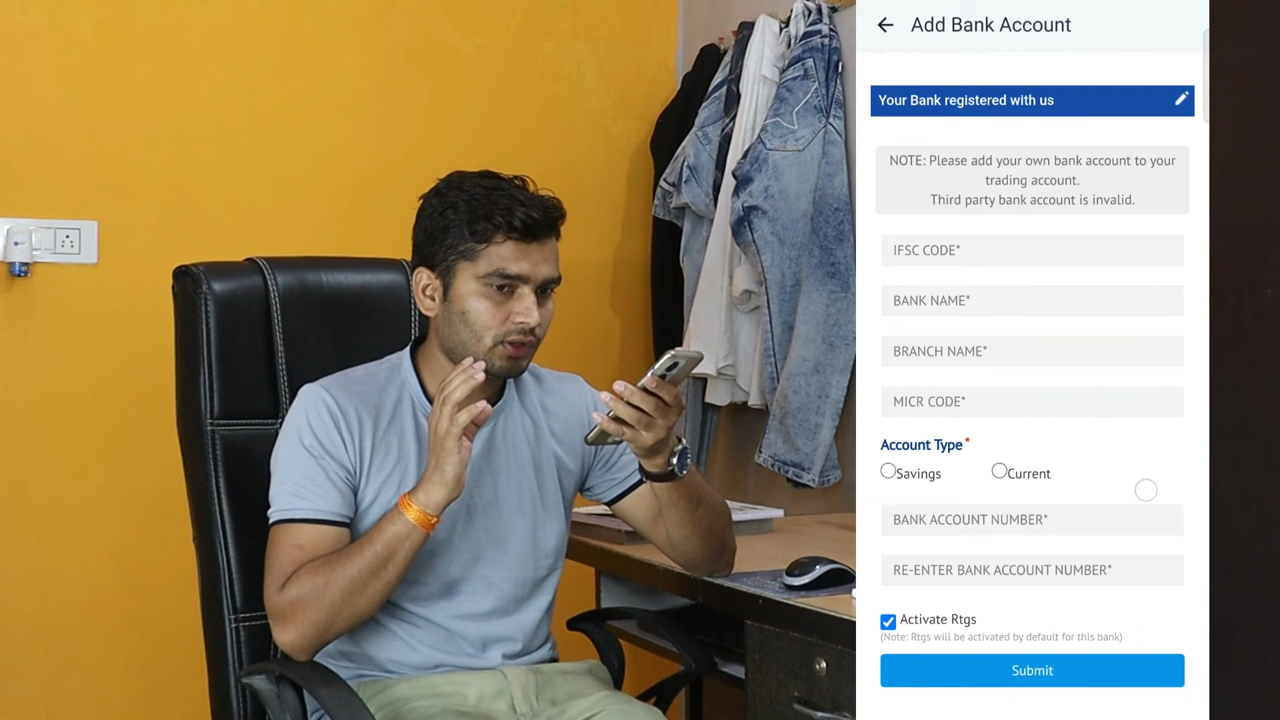 Add Bank Account
Your Bank registered with us
NOTE: Please add your own bank account to your
trading account.
Third party bank account is invalid.
IFSC CODE*
BANK NAME*
BRANCH NAME*
MICR CODE*
Account Type*
Savings
Current
BANK ACCOUNT NUMBER*
RE-ENTER BANK ACCOUNT NUMBER*
Activate Rtgs
(Note: Rtgs will be activated by default for this bank)
Submit